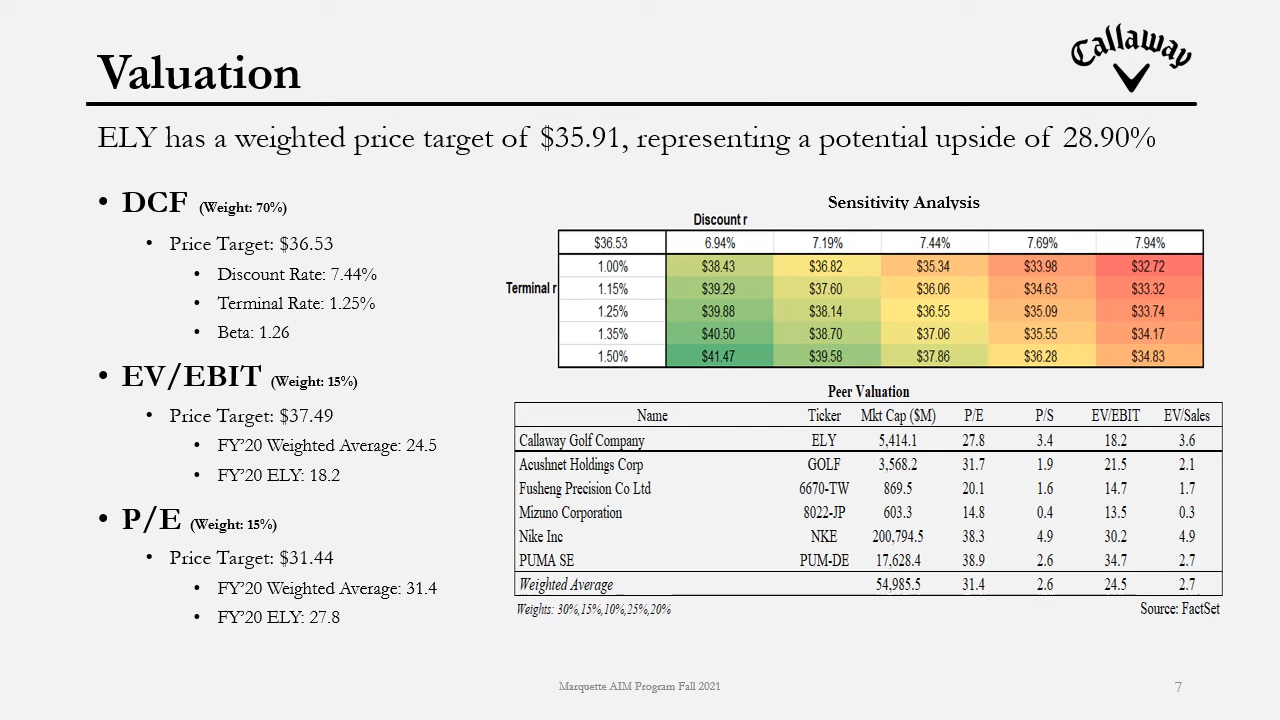 Valuation
Callaway
ELY has a weighted price target of $35.91, representing a potential upside of 28.90%
• DCF (Weight: 70%)
• Price Target: $36.53
• Discount Rate: 7.44%
• Terminal Rate: 1.25%
• Beta: 1.26
• EV/EBIT (Weight: 15%)
• Price Target: $37.49
• FY'20 Weighted Average: 24.5
• FY'20 ELY: 18.2
• P/E (Weight: 15%)
• Price Target: $31.44
• FY'20 Weighted Average: 31.4
• FY'20 ELY: 27.8
Sensitivity Analysis
Discount r
$36.53 6.94% 7.19% 7.44% 7.69% 7.94%
1.00% $38.43 $36.82 $35.34 $33.98 $32.72
Terminal r 1.15% $39.29 $37.60 $36.06 $34.63 $33.32
1.25% $39.88 $38.14 $36.55 $35.09 $33.74
1.35% $40.50 $38.70 $37.06 $35.55 $34.17
1.50% $41.47 $39.58 $37.86 $36.28 $34.83
Peer Valuation
Name Ticker Mkt Cap ($M) P/E P/S EV/EBIT EV/Sales
Callaway Golf Company ELY 5,414.1 27.8 3.4 18.2 3.6
Acushnet Holdings Corp GOLF 3,568.2 31.7 1.9 21.5 2.1
Fusheng Precision Co Ltd 6670-TW 869.5 20.1 1.6 14.7 1.7
Mizuno Corporation 8022-JP 603.3 14.8 0.4 13.5 0.3
Nike Inc NKE 200,794.5 38.3 4.9 30.2 4.9
PUMA SE PUM-DE 17,628.4 38.9 2.6 34.7 2.7
Weighted Average 54,985.5 31.4 2.6 24.5 2.7
Weights: 30%,15%,10%,25%,20% Source: FactSet
Marquette AIM Program Fall 2021
7